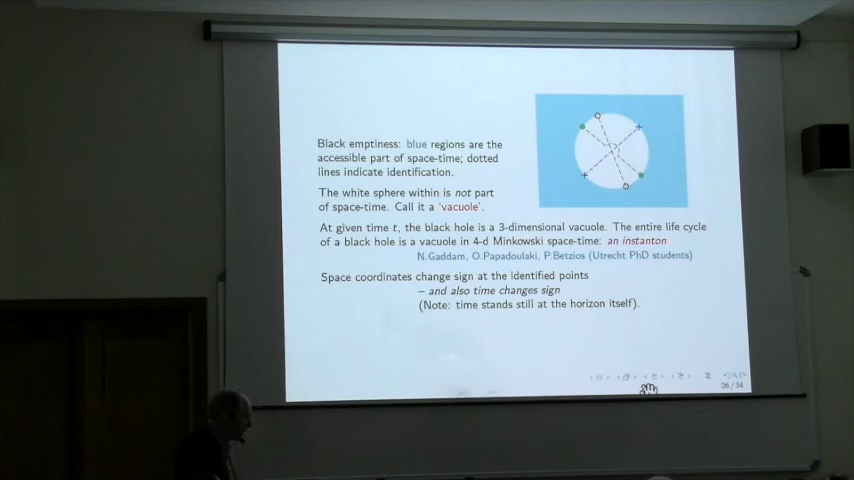 Black emptiness: blue regions are the
accessible part of space-time; dotted
lines indicate identification.
The white sphere within is not part
of space-time. Call it a 'vacuole'.
At given time t, the black hole is a 3-dimensional vacuole. The entire life cycle
of a black hole is a vacuole in 4-d Minkowski space-time: an instanton
N.Gaddam, O.Papadoulaki, P.Betzios (Utrecht PhD students)
Space coordinates change sign at the identified points
– and also time changes sign
(Note: time stands still at the horizon itself).
26 / 34